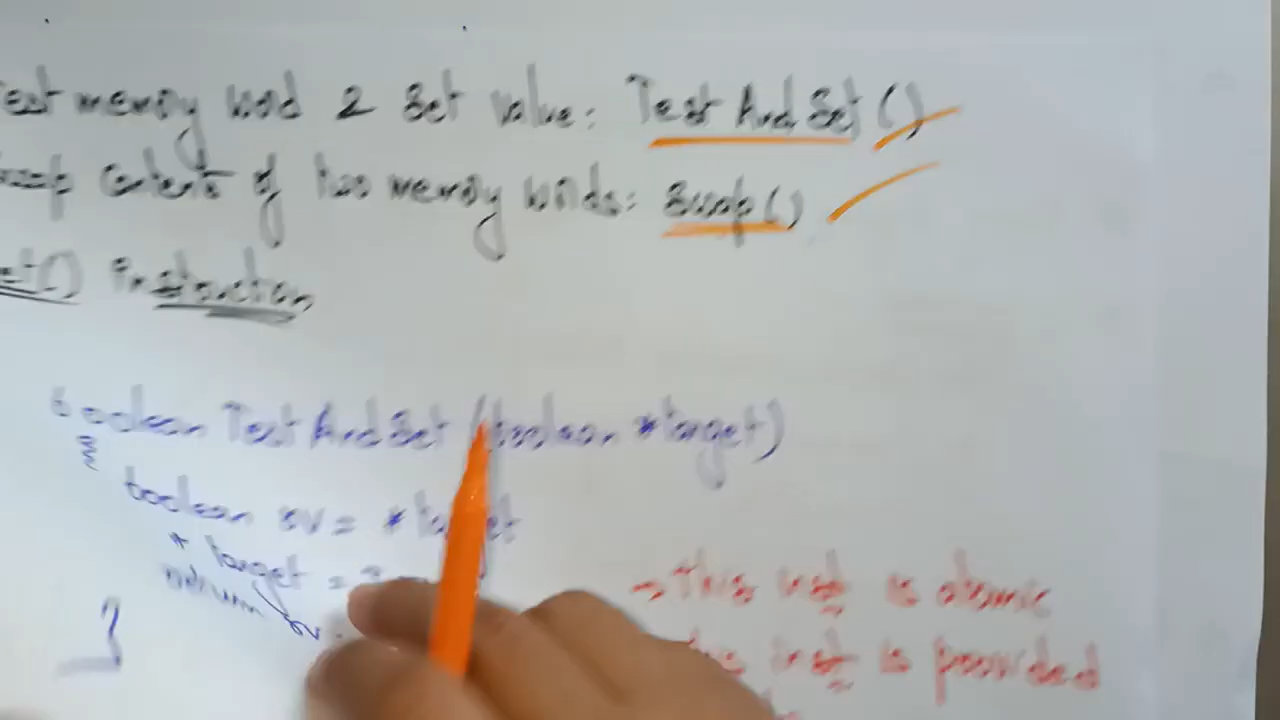 Test memory word & set value: TestAndSet()
swap contents of two memory words: swap()
et() instruction
boolean TestAndSet (boolean *target)
{
boolean rv = *target
* target =
return rv;
}
→ This inst is atomic
inst is provided